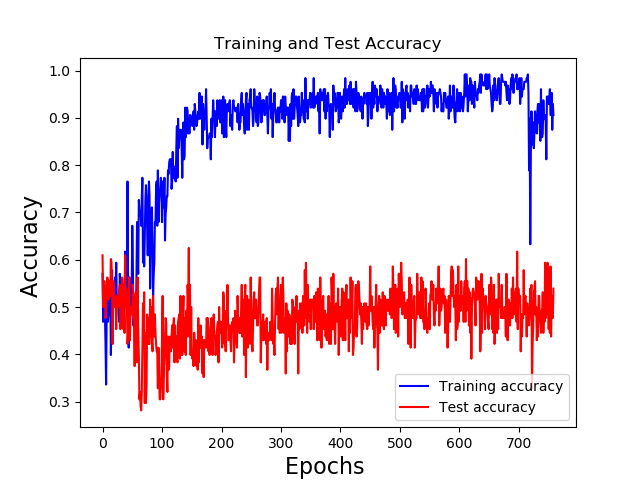 Training and Test Accuracy
1.0
0.9
0.8
0.7
0.6
0.5
0.4
0.3
Accuracy
Training accuracy
Test accuracy
0 100 200 300 400 500 600 700
Epochs